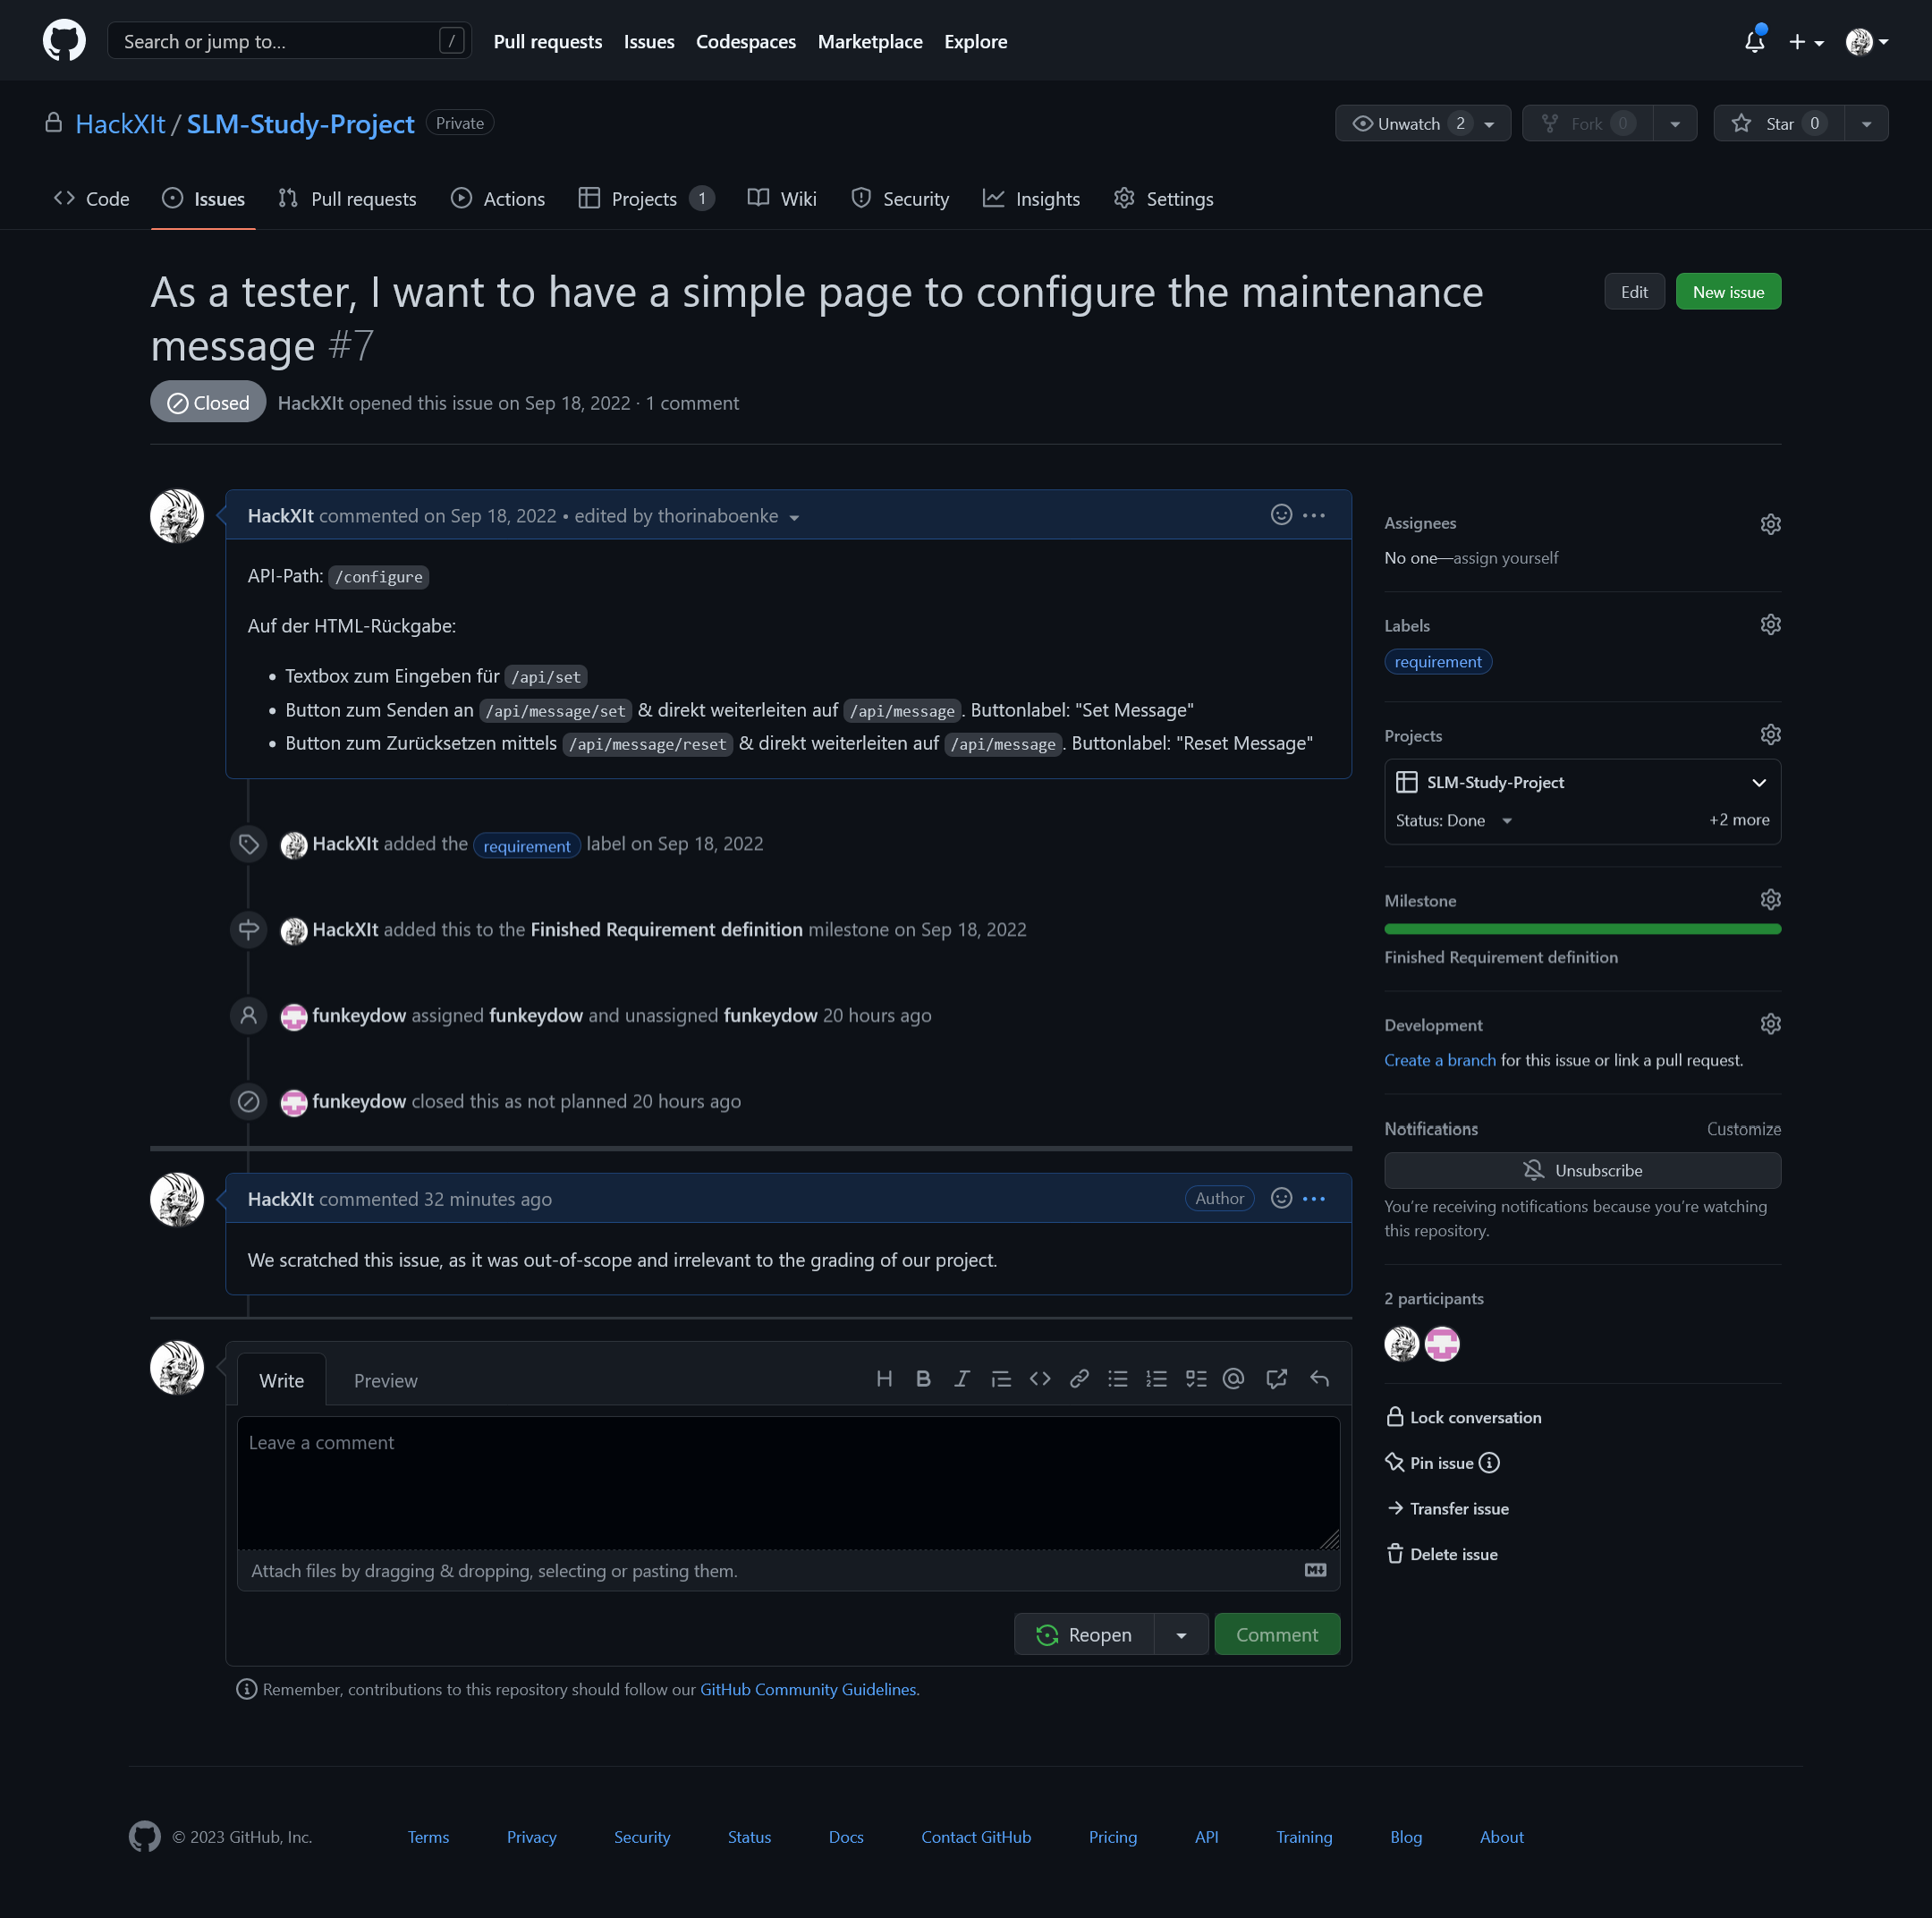 Search or jump to... /
Pull requests Issues Codespaces Marketplace Explore
HackXIt / SLM-Study-Project Private
Unwatch 2 Fork 0 Star 0
Code Issues Pull requests Actions Projects 1 Wiki Security Insights Settings
As a tester, I want to have a simple page to configure the maintenance
message #7
Edit New issue
Closed HackXIt opened this issue on Sep 18, 2022 · 1 comment
HackXIt commented on Sep 18, 2022 • edited by thorinaboenke
API-Path: /configure
Auf der HTML-Rückgabe:
• Textbox zum Eingeben für /api/set
• Button zum Senden an /api/message/set & direkt weiterleiten auf /api/message. Buttonlabel: "Set Message"
• Button zum Zurücksetzen mittels /api/message/reset & direkt weiterleiten auf /api/message. Buttonlabel: "Reset Message"
HackXIt added the requirement label on Sep 18, 2022
HackXIt added this to the Finished Requirement definition milestone on Sep 18, 2022
funkeydow assigned funkeydow and unassigned funkeydow 20 hours ago
funkeydow closed this as not planned 20 hours ago
HackXIt commented 32 minutes ago Author
We scratched this issue, as it was out-of-scope and irrelevant to the grading of our project.
Write Preview
Leave a comment
Attach files by dragging & dropping, selecting or pasting them.
Reopen Comment
Remember, contributions to this repository should follow our GitHub Community Guidelines.
Assignees
No one—assign yourself
Labels
requirement
Projects
SLM-Study-Project
Status: Done +2 more
Milestone
Finished Requirement definition
Development
Create a branch for this issue or link a pull request.
Notifications Customize
Unsubscribe
You’re receiving notifications because you’re watching
this repository.
2 participants
Lock conversation
Pin issue
Transfer issue
Delete issue
© 2023 GitHub, Inc. Terms Privacy Security Status Docs Contact GitHub Pricing API Training Blog About